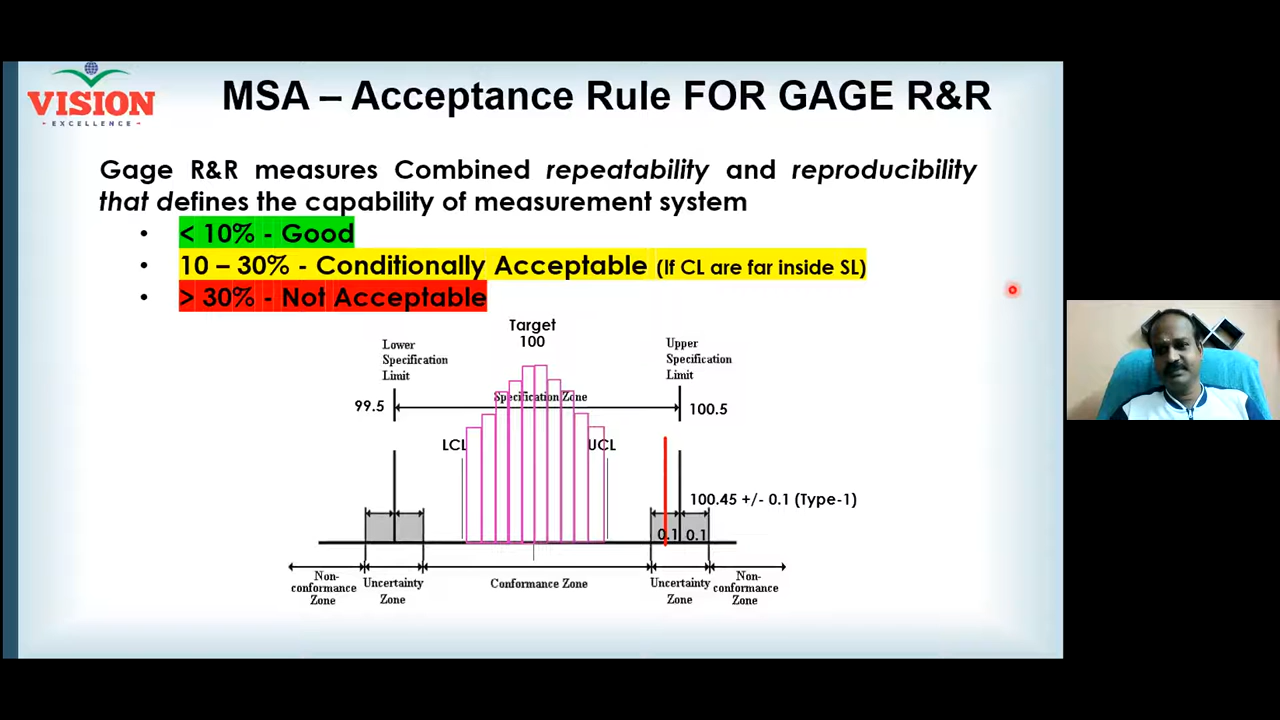 VISION
- EXCELLENCE -
MSA – Acceptance Rule FOR GAGE R&R
Gage R&R measures Combined repeatability and reproducibility
that defines the capability of measurement system
• < 10% - Good
• 10 – 30% - Conditionally Acceptable (If CL are far inside SL)
• > 30% - Not Acceptable
Target
100
Lower
Specification
Limit
Upper
Specification
Limit
Specification Zone
99.5
100.5
LCL
UCL
100.45 +/- 0.1 (Type-1)
0.1 0.1
Non-
conformance
Zone
Uncertainty
Zone
Conformance Zone
Uncertainty
Zone
Non-
conformance
Zone